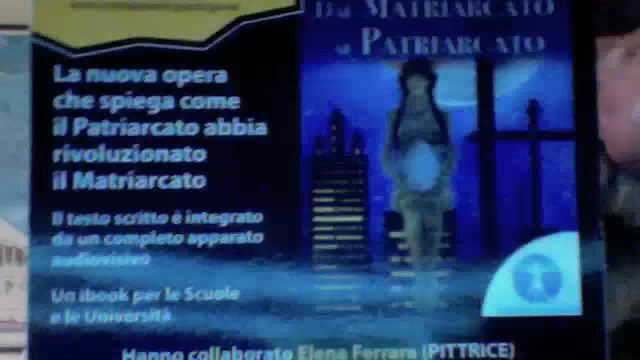 Dal MATRIARCATO
al PATRIARCATO
La nuova opera
che spiega come
il Patriarcato abbia
rivoluzionato
il Matriarcato
Il testo scritto è integrato
da un completo apparato
audiovisivo
Un ibook per le Scuole
e le Università
Hanno collaborato Elena Ferrara (PITTRICE)